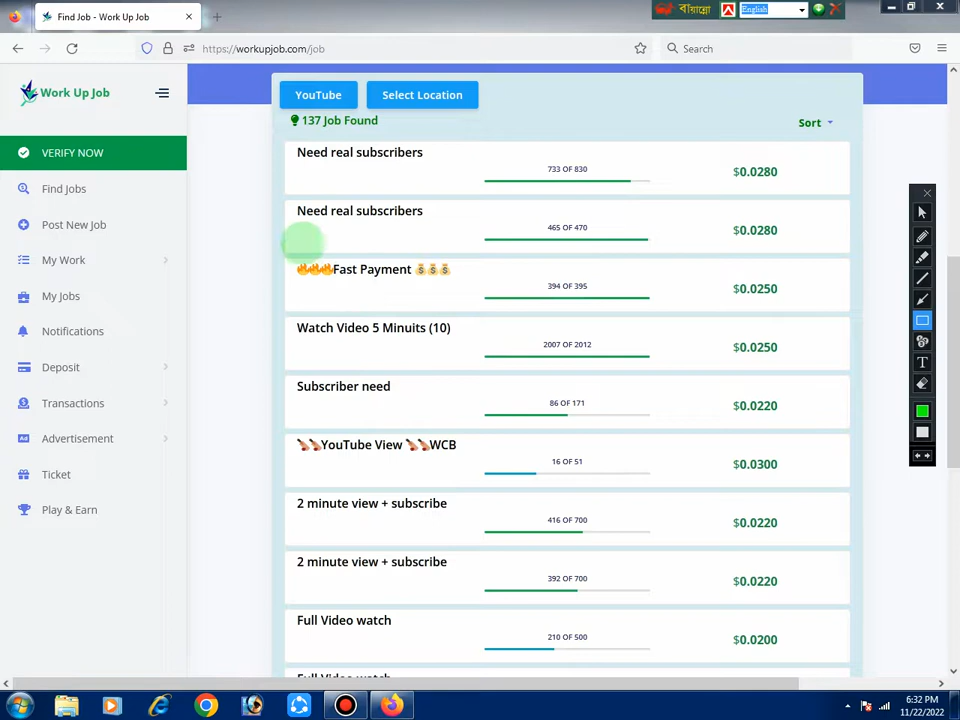 Find Job - Work Up Job
বায়ান্নো
English
https://workupjob.com/job
Search
Work Up Job
VERIFY NOW
Find Jobs
Post New Job
My Work
My Jobs
Notifications
Deposit
Transactions
Advertisement
Ad
Ticket
Play & Earn
YouTube
Select Location
137 Job Found
Sort
Need real subscribers
733 OF 830
$0.0280
Need real subscribers
465 OF 470
$0.0280
🔥🔥🔥Fast Payment 💰💰💰
394 OF 395
$0.0250
Watch Video 5 Minuits (10)
2007 OF 2012
$0.0250
Subscriber need
86 OF 171
$0.0220
YouTube View WCB
16 OF 51
$0.0300
2 minute view + subscribe
416 OF 700
$0.0220
2 minute view + subscribe
392 OF 700
$0.0220
Full Video watch
210 OF 500
$0.0200
Full Video watch
T
6:32 PM
11/22/2022